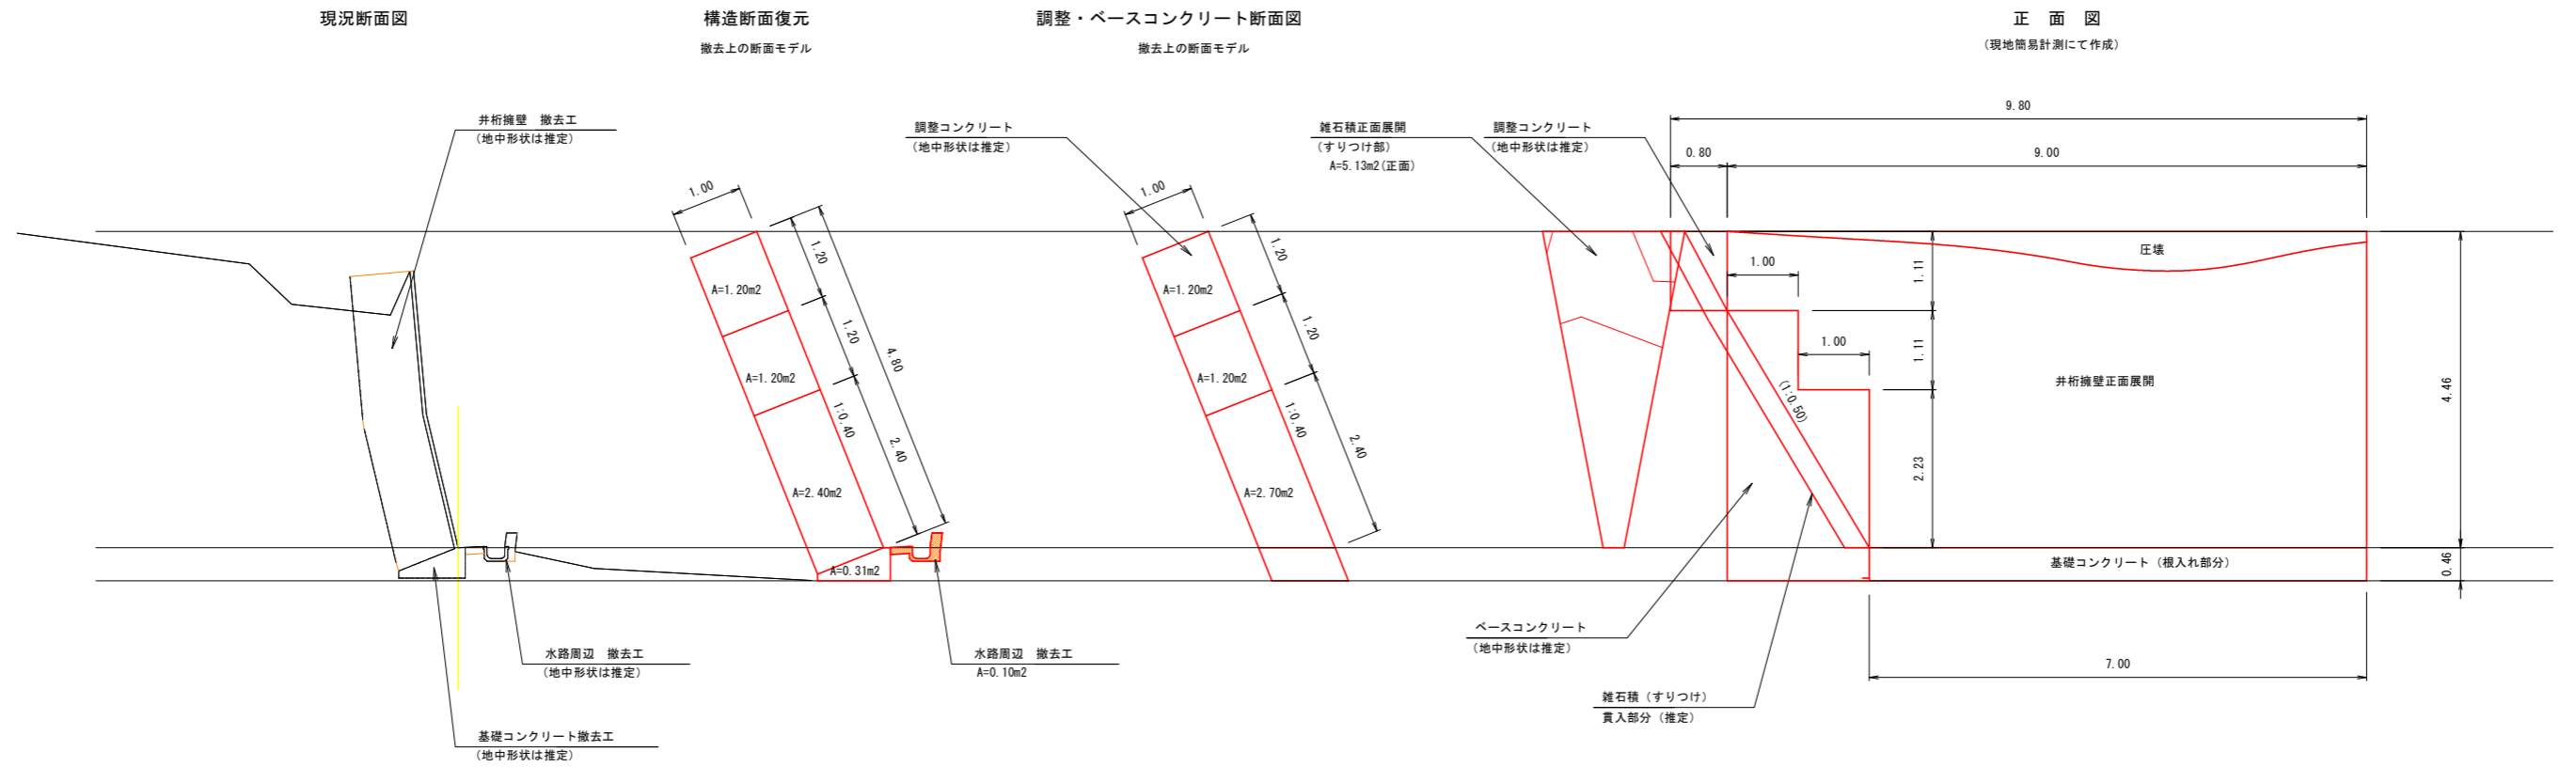 現況断面図
構造断面復元
撤去上の断面モデル
調整・ベースコンクリート断面図
撤去上の断面モデル
正　面　図
(現地簡易計測にて作成)
井桁擁壁　撤去工
(地中形状は推定)
水路周辺　撤去工
(地中形状は推定)
基礎コンクリート撤去工
(地中形状は推定)
1.00
1.20
1.20
4.80
2.40
1:0.40
A=1.20m2
A=1.20m2
A=2.40m2
A=0.31m2
水路周辺　撤去工
A=0.10m2
調整コンクリート
(地中形状は推定)
1.00
1.20
1.20
2.40
1:0.40
A=1.20m2
A=1.20m2
A=2.70m2
雑石積正面展開
(すりつけ部)
A=5.13m2(正面)
調整コンクリート
(地中形状は推定)
9.80
0.80
9.00
圧壊
1.00
1.11
1.00
1.11
(1:0.50)
井桁擁壁正面展開
4.46
2.23
基礎コンクリート (根入れ部分)
0.46
ベースコンクリート
(地中形状は推定)
7.00
雑石積 (すりつけ)
貫入部分 (推定)